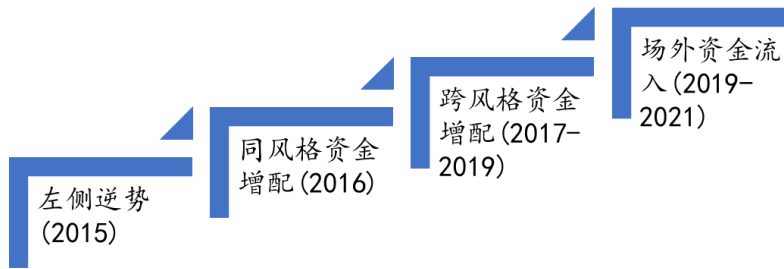 左侧逆势
(2015)
同风格资金
增配(2016)
跨风格资金
增配(2017-
2019)
场外资金流
入(2019-
2021)